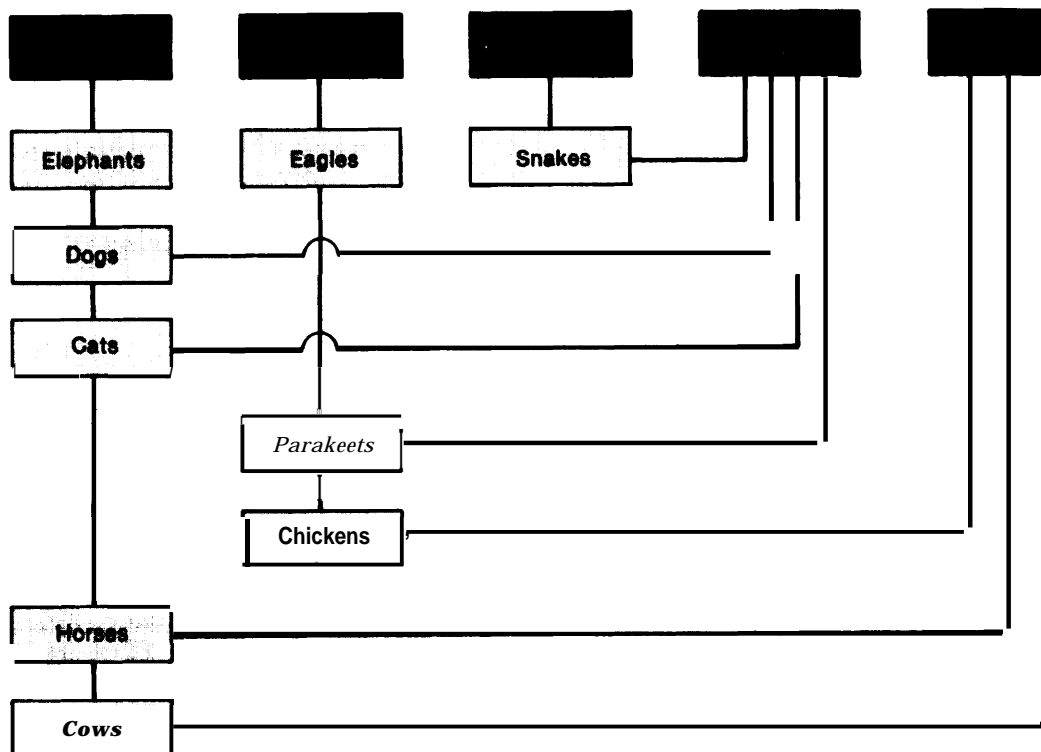 Elephants
Eagles
Snakes
Dogs
Cats
Parakeets
Chickens
Horses
Cows